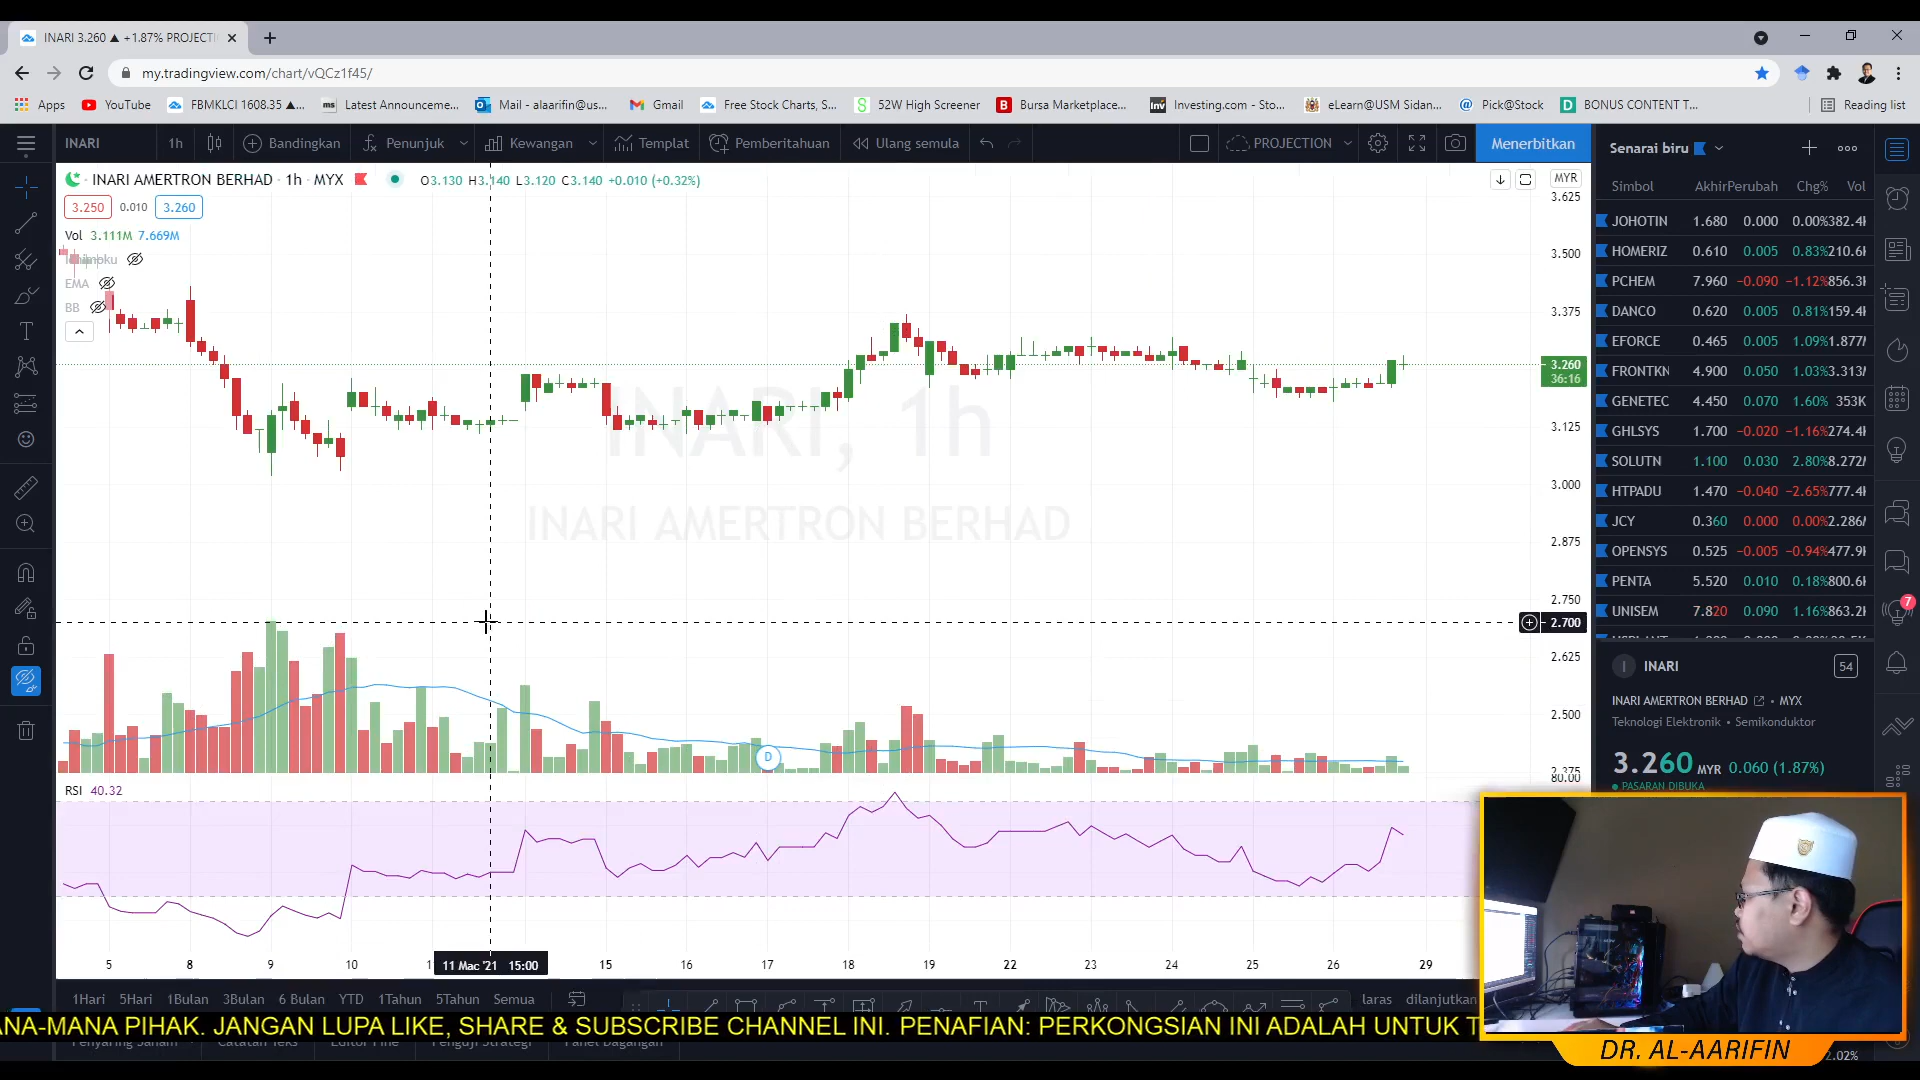 INARI 3.260 ▲ +1.87% PROJECTI
my.tradingview.com/chart/vQCz1f45/
Apps YouTube FBMKLCI 1608.35 ▲... Latest Announceme... Mail - alaarifin@us... Gmail Free Stock Charts, S... 52W High Screener Bursa Marketplace... Investing.com - Sto... eLearn@USM Sidan... Pick@Stock BONUS CONTENT T... Reading list
INARI 1h Bandingkan Penunjuk Kewangan Templat Pemberitahuan Ulang semula PROJECTION Menerbitkan
Senarai biru
INARI AMERTRON BERHAD · 1h · MYX O3.130 H3.140 L3.120 C3.140 +0.010 (+0.32%) MYR
3.250 0.010 3.260
Vol 3.111M 7.669M
EMA
BB
INARI, 1h
INARI AMERTRON BERHAD
3.625
3.500
3.375
3.260
36:16
3.125
3.000
2.875
2.750
2.700
2.625
2.500
2.375
80.00
RSI 40.32
5 8 9 10 11 Mac '21 15:00 15 16 17 18 19 22 23 24 25 26 29
D
Simbol Akhir Perubah Chg% Vol
JOHOTIN 1.680 0.000 0.00% 382.4
HOMERIZ 0.610 0.005 0.83% 210.6
PCHEM 7.960 −0.090 −1.12% 856.3
DANCO 0.620 0.005 0.81% 159.4
EFORCE 0.465 0.005 1.09% 1.877
FRONTKN 4.900 0.050 1.03% 3.313
GENETEC 4.450 0.070 1.60% 353K
GHLSYS 1.700 −0.020 −1.16% 274.4
SOLUTN 1.100 0.030 2.80% 8.272
HTPADU 1.470 −0.040 −2.65% 777.4
JCY 0.360 0.000 0.00% 2.286
OPENSYS 0.525 −0.005 −0.94% 477.9
PENTA 5.520 0.010 0.18% 800.6
UNISEM 7.820 0.090 1.16% 863.2
7
INARI 54
INARI AMERTRON BERHAD • MYX
Teknologi Elektronik • Semikonduktor
3.260 MYR 0.060 (1.87%)
PASARAN DIBUKA
1Hari 5Hari 1Bulan 3Bulan 6 Bulan YTD 1Tahun 5Tahun Semua laras dilanjutkan
ANA-MANA PIHAK. JANGAN LUPA LIKE, SHARE & SUBSCRIBE CHANNEL INI. PENAFIAN: PERKONGSIAN INI ADALAH UNTUK T
DR. AL-AARIFIN
2.02%